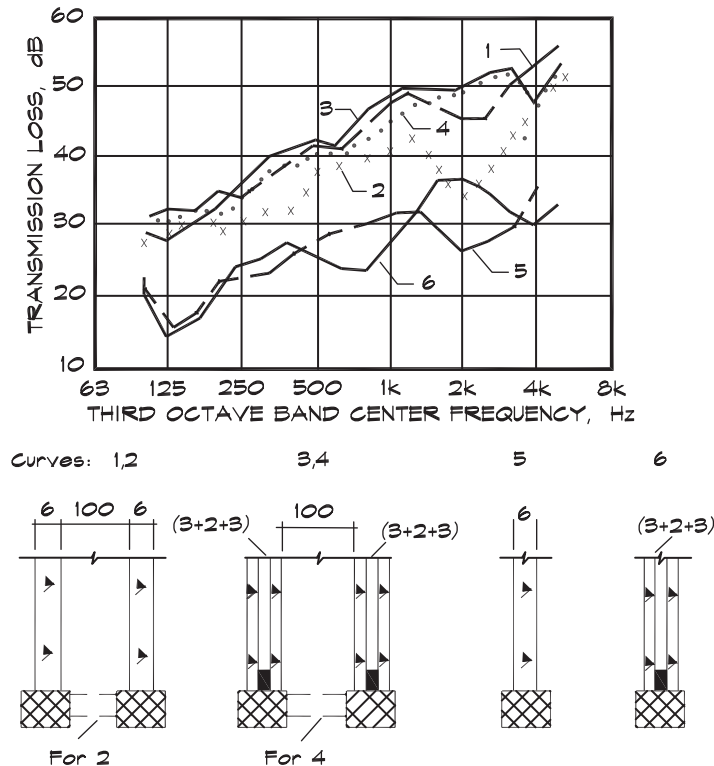 60
50
40
30
20
10
TRANSMISSION LOSS, dB
1
3
4
2
6
5
63 125 250 500 1k 2k 4k 8k
THIRD OCTAVE BAND CENTER FREQUENCY, Hz
Curves: 1,2 3,4 5 6
6 100 6
(3+2+3) 100 (3+2+3)
6
(3+2+3)
For 2 For 4